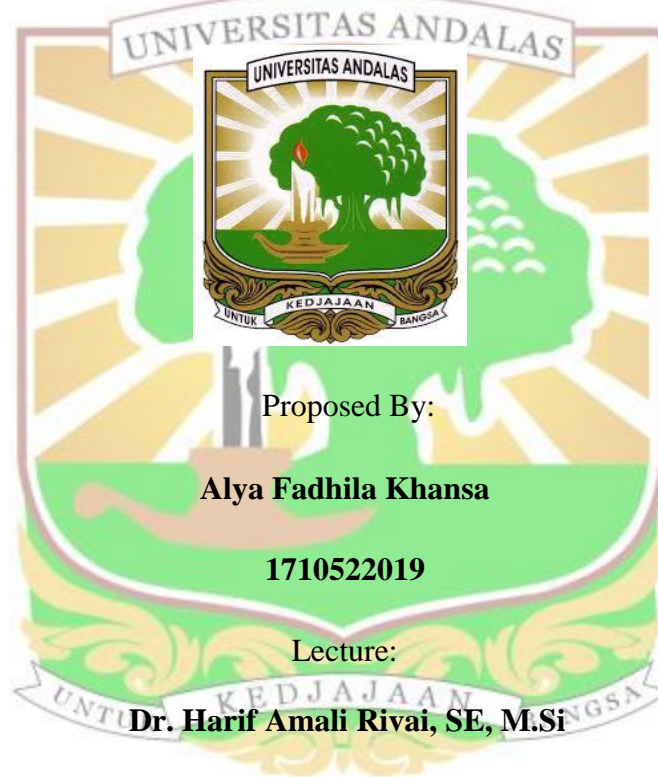 UNIVERSITAS ANDALAS
UNIVERSITAS ANDALAS
UNTUK KEDJAJAAN BANGSA
Proposed By:
Alya Fadhila Khansa
1710522019
Lecture:
UNTUK KEDJAJAAN BANGSA
Dr. Harif Amali Rivai, SE, M.Si